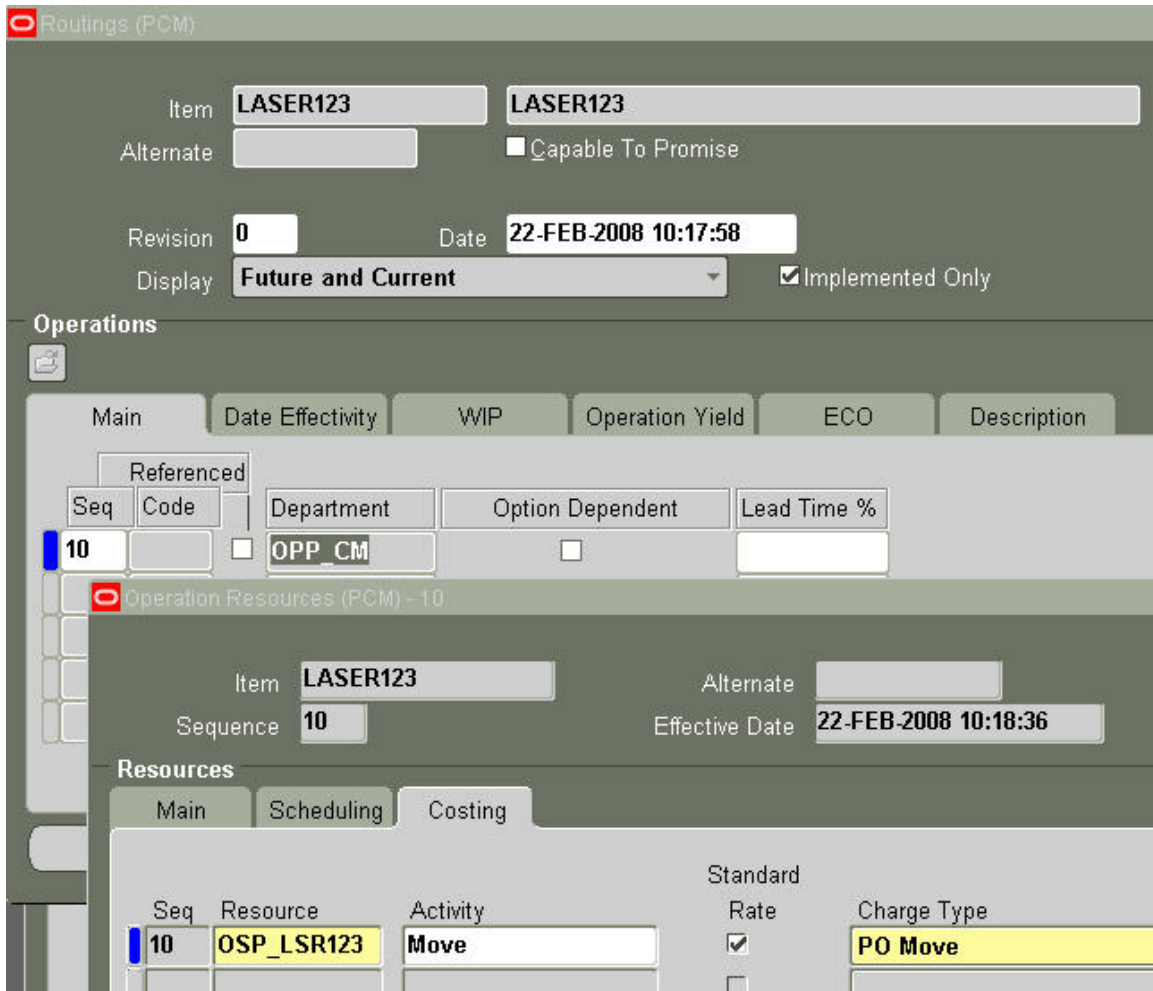 Routings (PCM)
Item LASER123 LASER123
Alternate Capable To Promise
Revision 0 Date 22-FEB-2008 10:17:58
Display Future and Current Implemented Only
Operations
Main Date Effectivity WIP Operation Yield ECO Description
Referenced
Seq Code Department Option Dependent Lead Time %
10 OPP_CM
Operation Resources (PCM) - 10
Item LASER123 Alternate
Sequence 10 Effective Date 22-FEB-2008 10:18:36
Resources
Main Scheduling Costing
Standard
Seq Resource Activity Rate Charge Type
10 OSP_LSR123 Move PO Move